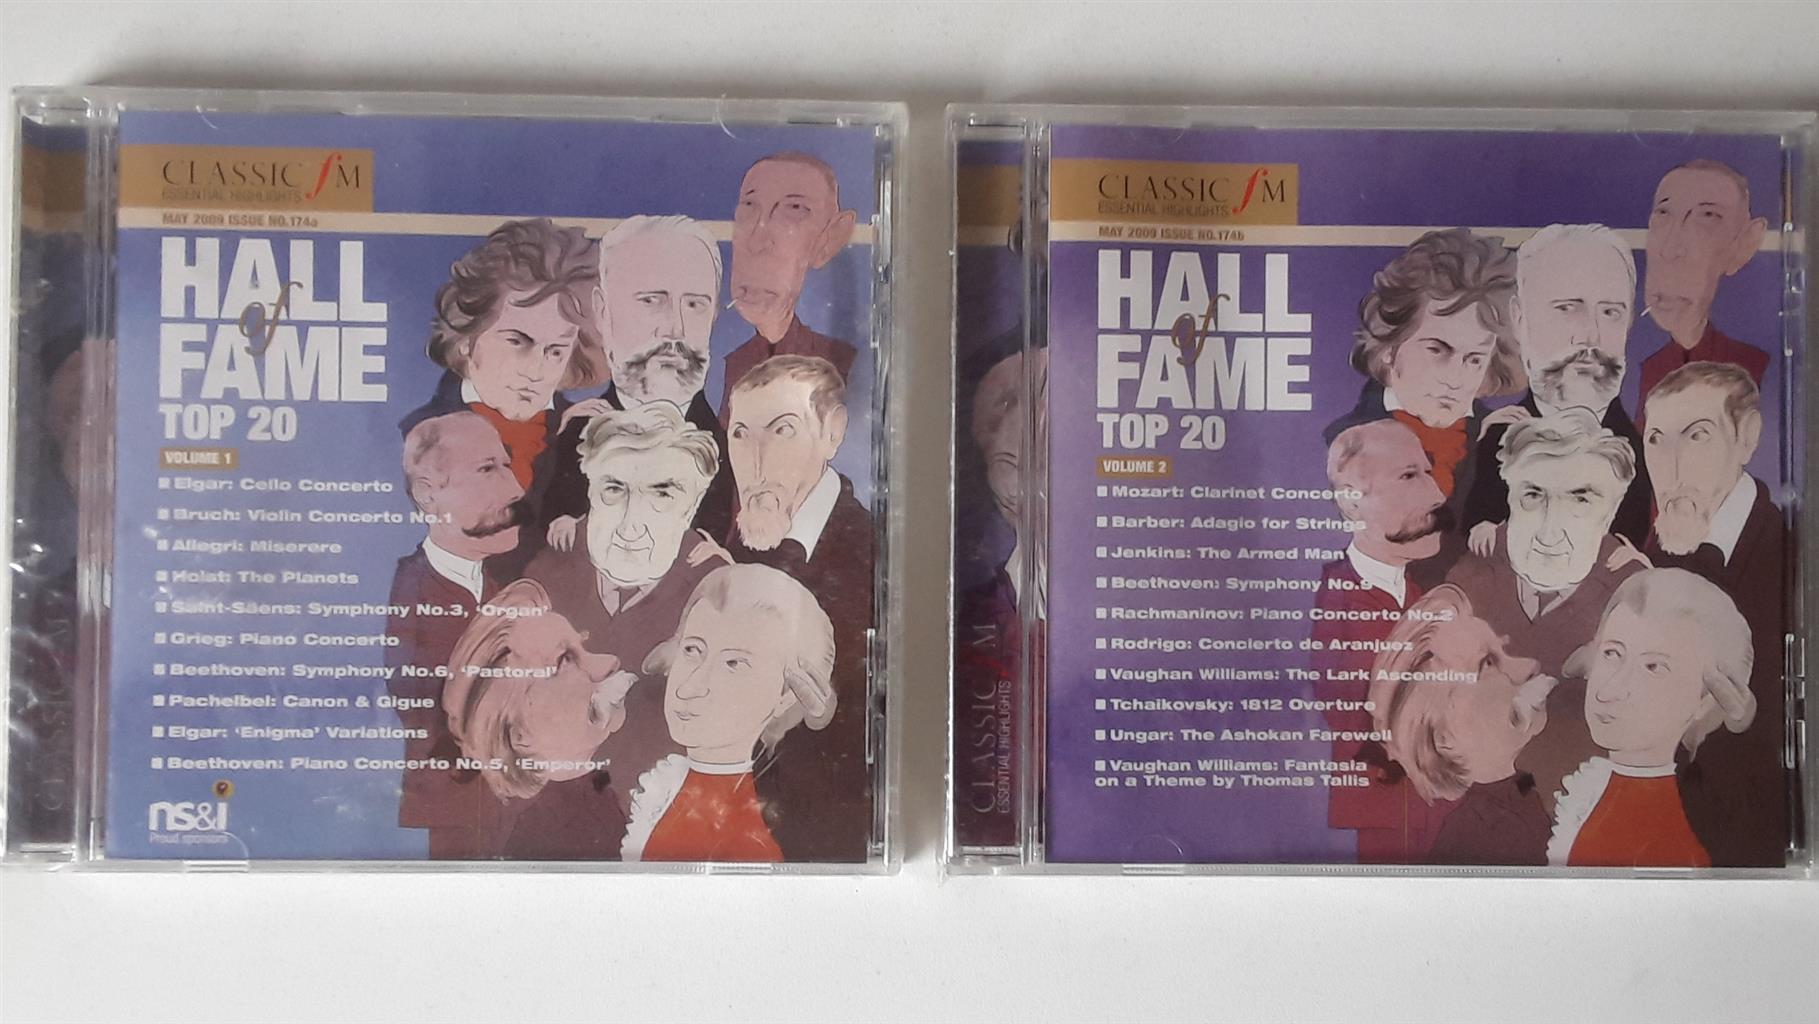 CLASSIC fM
ESSENTIAL HIGHLIGHTS
MAY 2009 ISSUE NO.174a
HALL
of
FAME
TOP 20
VOLUME 1
Elgar: Cello Concerto
Bruch: Violin Concerto No.1
Allegri: Miserere
Holst: The Planets
Saint-Säens: Symphony No.3, ‘Organ’
Grieg: Piano Concerto
Beethoven: Symphony No.6, ‘Pastoral’
Pachelbel: Canon & Gigue
Elgar: ‘Enigma’ Variations
Beethoven: Piano Concerto No.5, ‘Emperor’
ns&i
Proud sponsors
CLASSIC fM
CLASSIC fM
ESSENTIAL HIGHLIGHTS
MAY 2009 ISSUE NO.174b
HALL
of
FAME
TOP 20
VOLUME 2
Mozart: Clarinet Concerto
Barber: Adagio for Strings
Jenkins: The Armed Man
Beethoven: Symphony No.9
Rachmaninov: Piano Concerto No.2
Rodrigo: Concierto de Aranjuez
Vaughan Williams: The Lark Ascending
Tchaikovsky: 1812 Overture
Ungar: The Ashokan Farewell
Vaughan Williams: Fantasia
on a Theme by Thomas Tallis
CLASSIC fM
ESSENTIAL HIGHLIGHTS